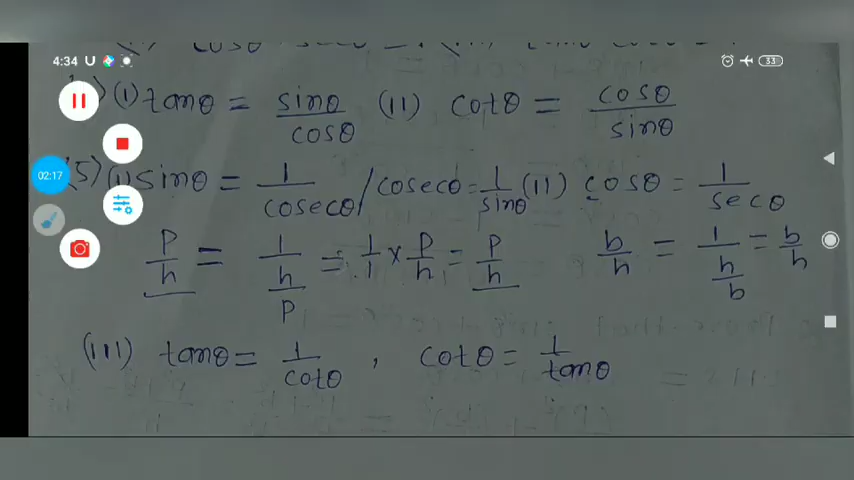 4:34 U 33
(i) tanθ = sinθ/cosθ (ii) cotθ = cosθ/sinθ
02:17
(5) (i) sinθ = 1/cosecθ / cosecθ = 1/sinθ (ii) cosθ = 1/secθ
P/h = 1/(h/P) = 1/1 × P/h = P/h b/h = 1/(h/b) = b/h
(iii) tanθ = 1/cotθ , cotθ = 1/tanθ